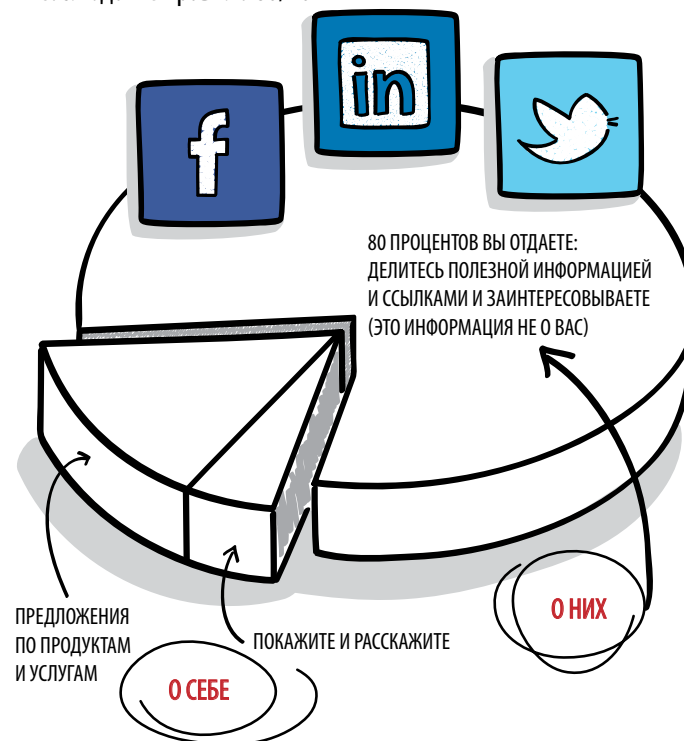 80 ПРОЦЕНТОВ ВЫ ОТДАЕТЕ:
ДЕЛИТЕСЬ ПОЛЕЗНОЙ ИНФОРМАЦИЕЙ
И ССЫЛКАМИ И ЗАИНТЕРЕСОВЫВАЕТЕ
(ЭТО ИНФОРМАЦИЯ НЕ О ВАС)
О НИХ
ПРЕДЛОЖЕНИЯ
ПО ПРОДУКТАМ
И УСЛУГАМ
ПОКАЖИТЕ И РАССКАЖИТЕ
О СЕБЕ
f
in